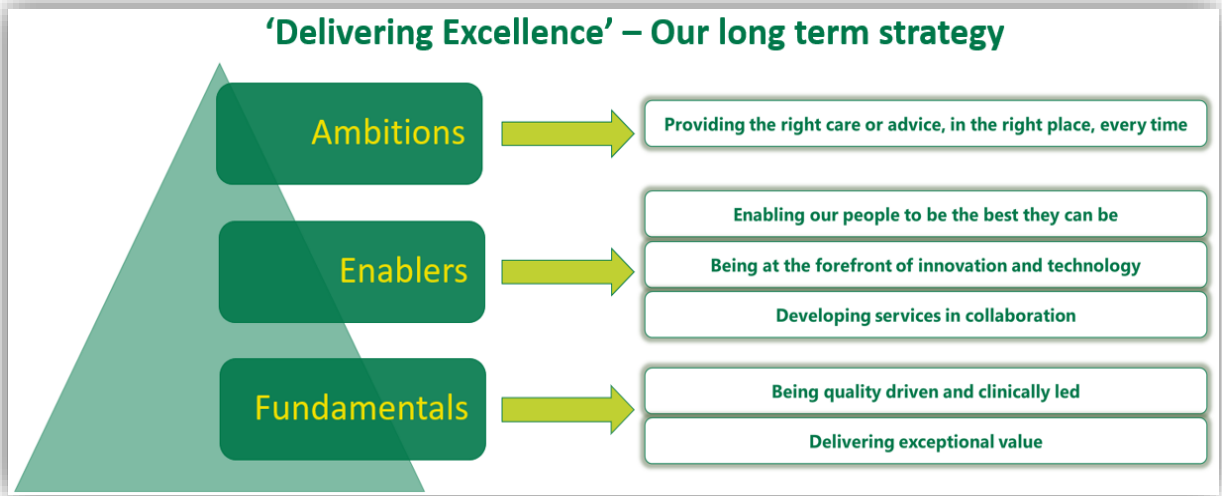 ‘Delivering Excellence’ – Our long term strategy
Ambitions
Providing the right care or advice, in the right place, every time
Enablers
Enabling our people to be the best they can be
Being at the forefront of innovation and technology
Developing services in collaboration
Fundamentals
Being quality driven and clinically led
Delivering exceptional value